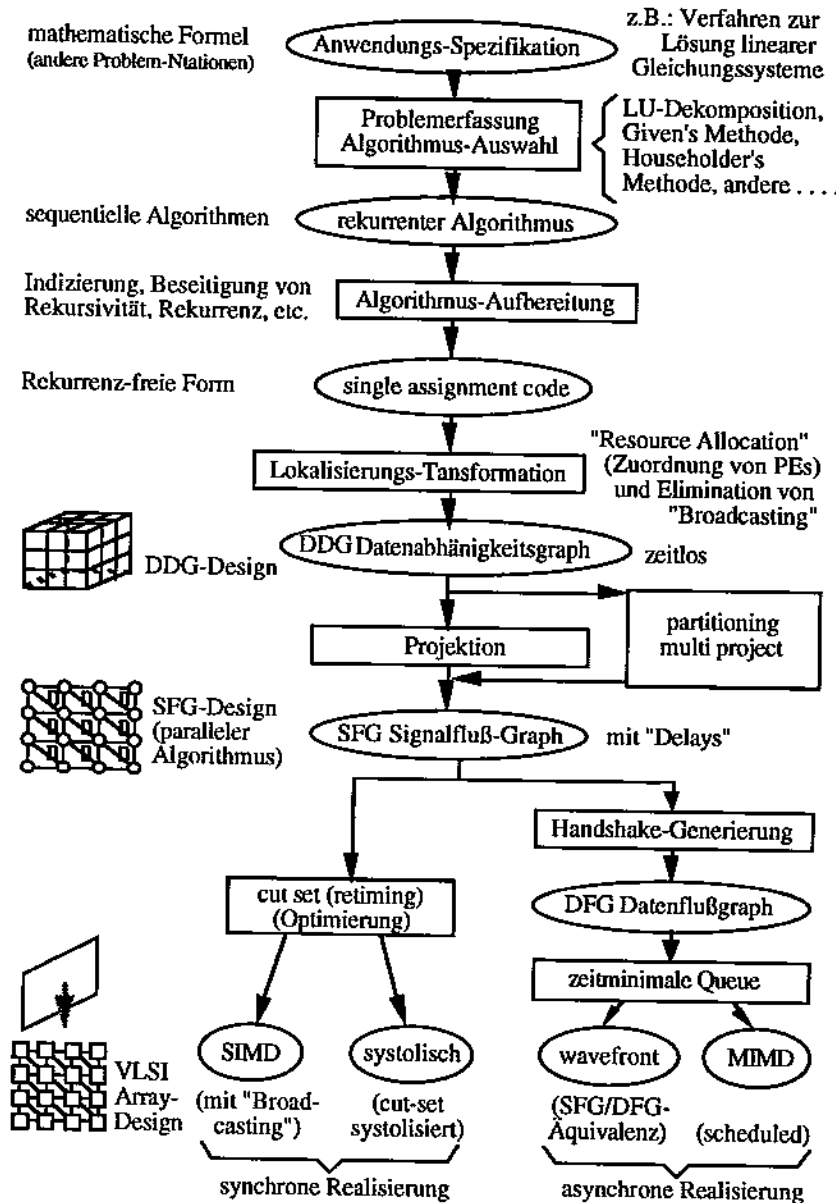 mathematische Formel
(andere Problem-Ntationen)
Anwendungs-Spezifikation
z.B.: Verfahren zur
Lösung linearer
Gleichungssysteme
Problemerfassung
Algorithmus-Auswahl
LU-Dekomposition,
Given's Methode,
Householder's
Methode, andere . . . .
sequentielle Algorithmen
rekurrenter Algorithmus
Indizierung, Beseitigung von
Rekursivität, Rekurrenz, etc.
Algorithmus-Aufbereitung
Rekurrenz-freie Form
single assignment code
Lokalisierungs-Tansformation
"Resource Allocation"
(Zuordnung von PEs)
und Elimination von
"Broadcasting"
DDG-Design
DDG Datenabhänigkeitsgraph
zeitlos
Projektion
partitioning
multi project
SFG-Design
(paralleler
Algorithmus)
SFG Signalfluß-Graph
mit "Delays"
Handshake-Generierung
cut set (retiming)
(Optimierung)
DFG Datenflußgraph
zeitminimale Queue
VLSI
Array-
Design
SIMD
systolisch
wavefront
MIMD
(mit "Broad-
casting")
(cut-set
systolisiert)
(SFG/DFG-
Äquivalenz)
(scheduled)
synchrone Realisierung
asynchrone Realisierung